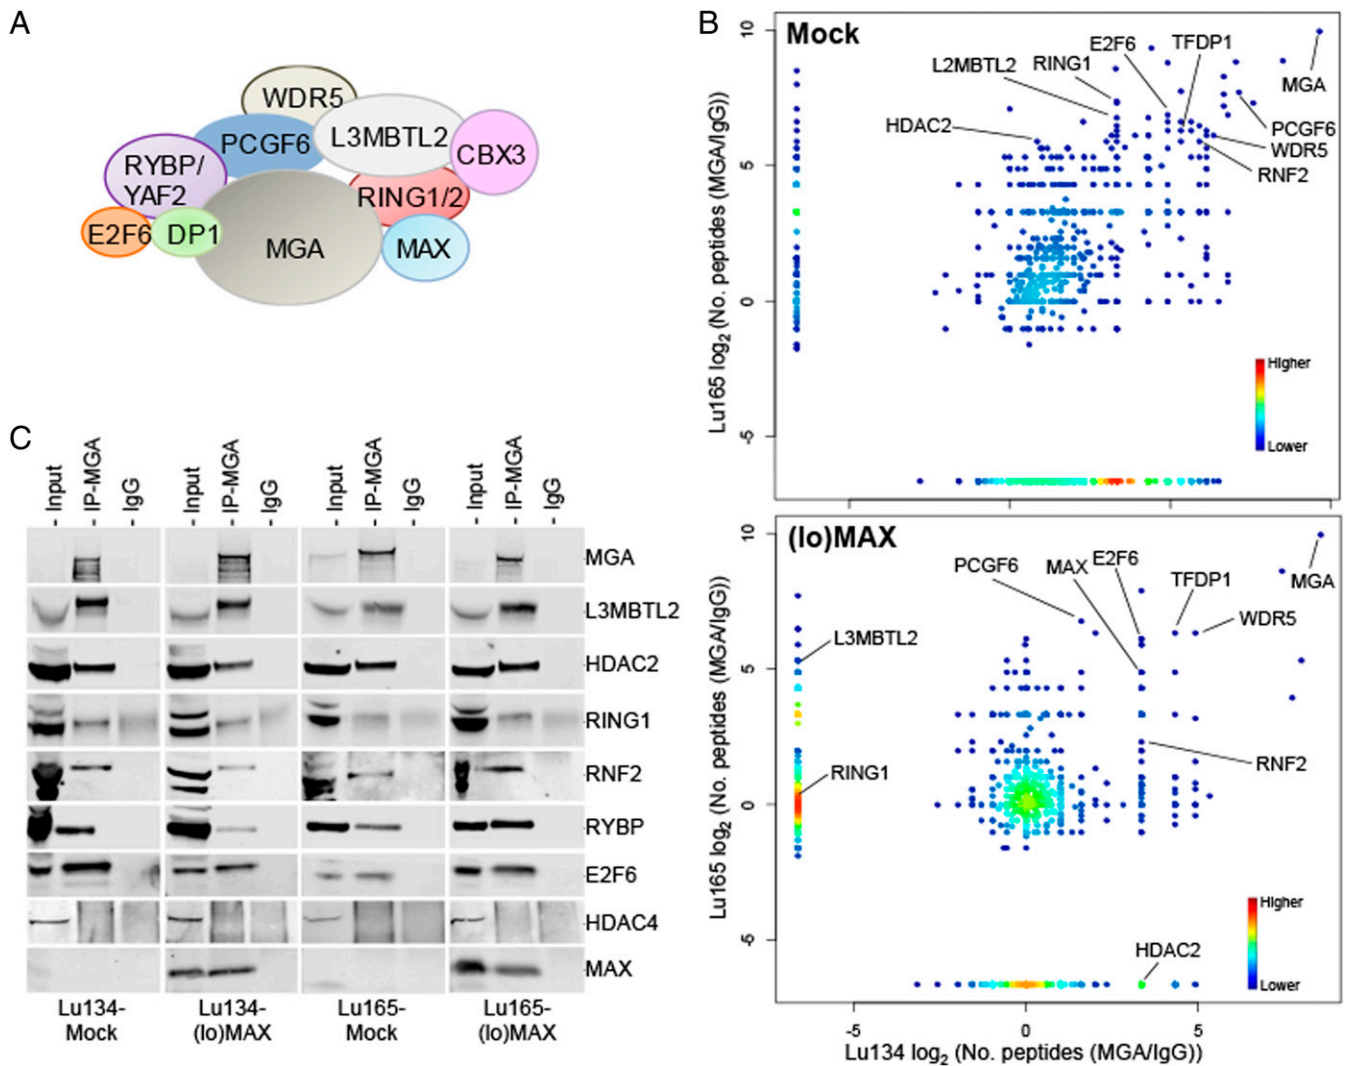 A
WDR5
PCGF6
L3MBTL2
CBX3
RYBP/
YAF2
RING1/2
E2F6
DP1
MGA
MAX
B
Mock
E2F6
TFDP1
L2MBTL2
RING1
MGA
HDAC2
PCGF6
WDR5
RNF2
Higher
Lower
10
5
0
-5
Lu165 log2 (No. peptides (MGA/IgG))
(lo)MAX
PCGF6
MAX
E2F6
TFDP1
MGA
WDR5
L3MBTL2
RING1
RNF2
HDAC2
Higher
Lower
10
5
0
-5
Lu165 log2 (No. peptides (MGA/IgG))
-5
0
5
Lu134 log2 (No. peptides (MGA/IgG))
C
- Input
- IP-MGA
- IgG
- Input
- IP-MGA
- IgG
- Input
- IP-MGA
- IgG
- Input
- IP-MGA
- IgG
-MGA
-L3MBTL2
-HDAC2
-RING1
-RNF2
-RYBP
-E2F6
-HDAC4
-MAX
Lu134-
Mock
Lu134-
(lo)MAX
Lu165-
Mock
Lu165-
(lo)MAX